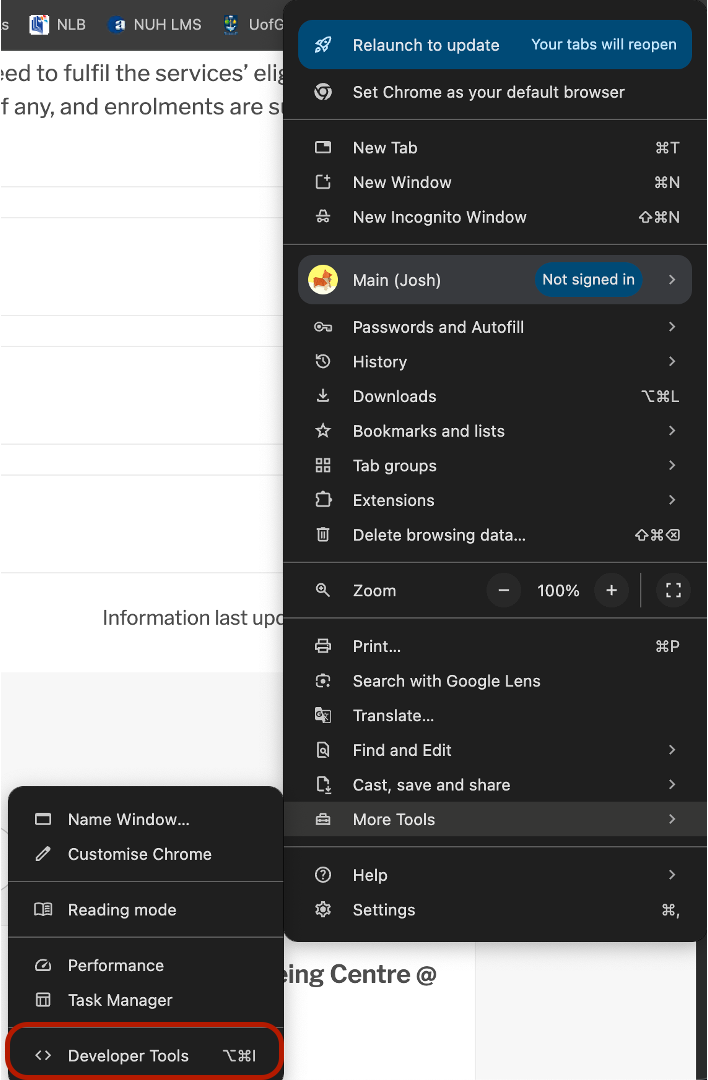 s NLB NUH LMS UofG
eed to fulfil the services’ elig
f any, and enrolments are su
Relaunch to update Your tabs will reopen
Set Chrome as your default browser
New Tab ⌘T
New Window ⌘N
New Incognito Window ⇧⌘N
Main (Josh) Not signed in
Passwords and Autofill
History
Downloads ⌥⌘L
Bookmarks and lists
Tab groups
Extensions
Delete browsing data... ⇧⌘⌫
Zoom − 100% +
Information last upd
Print... ⌘P
Search with Google Lens
Translate...
Find and Edit
Cast, save and share
More Tools
Help
Settings ⌘,
Name Window...
Customise Chrome
Reading mode
Performance
Task Manager
Developer Tools ⌥⌘I
eing Centre @